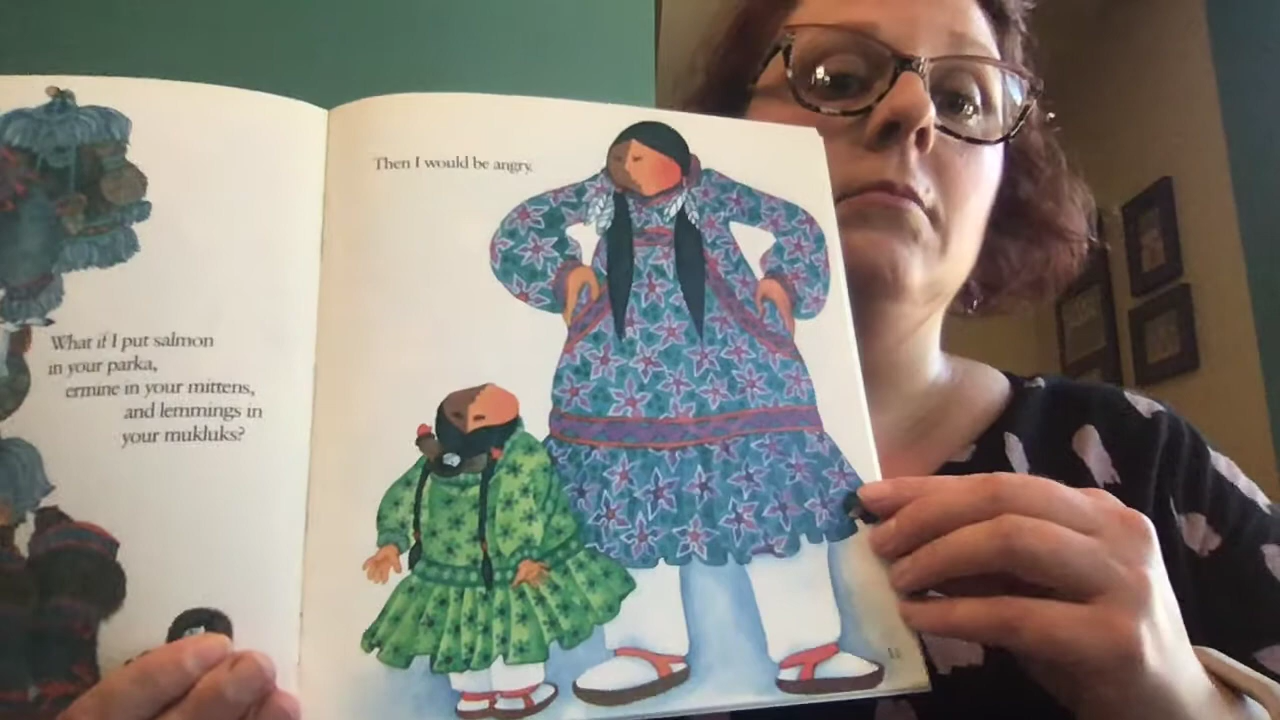 What if I put salmon
in your parka,
ermine in your mittens,
and lemmings in
your mukluks?
Then I would be angry.